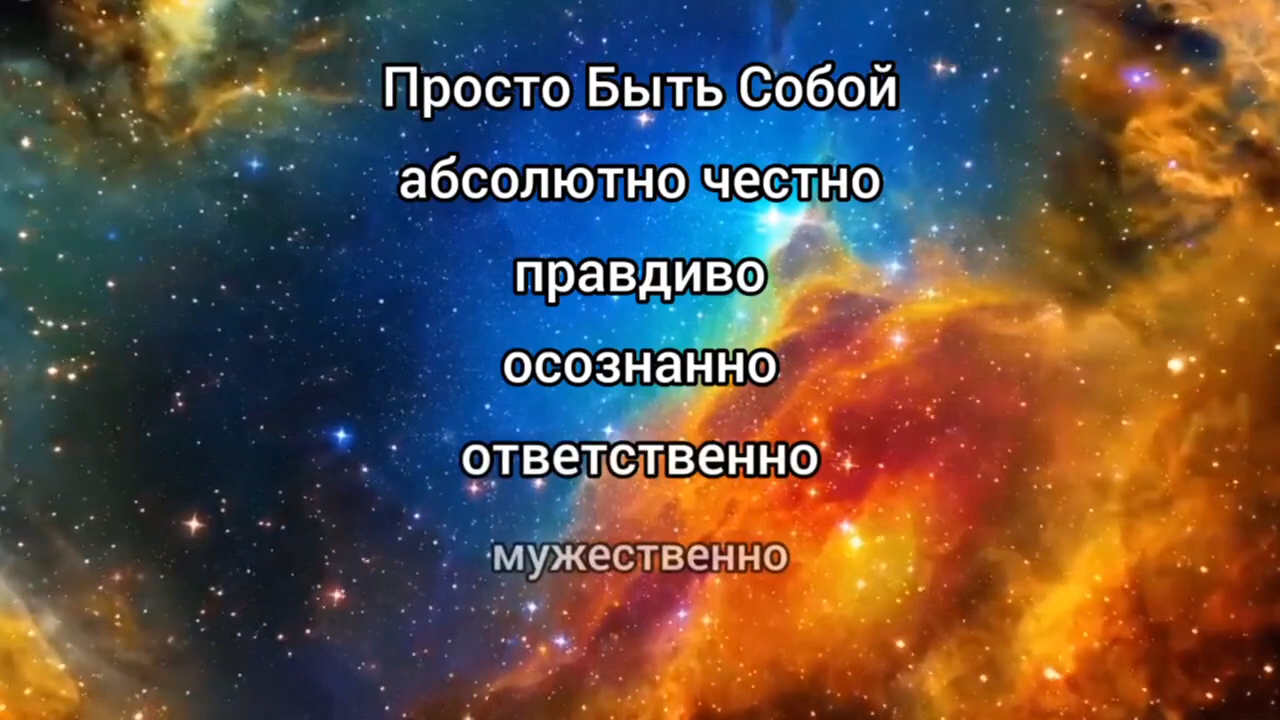 Просто Быть Собой
абсолютно честно
правдиво
осознанно
ответственно
мужественно